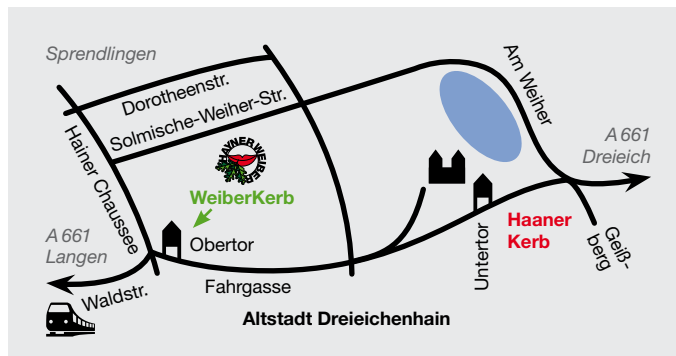 Sprendlingen
Dorotheenstr.
Solmische-Weiher-Str.
Am Weiher
A 661
Dreieich
Hainer Chaussee
HAYNER WEIBER
WeiberKerb
A 661
Langen
Obertor
Untertor
Haaner
Kerb
Geiß-
berg
Waldstr.
Fahrgasse
Altstadt Dreieichenhain